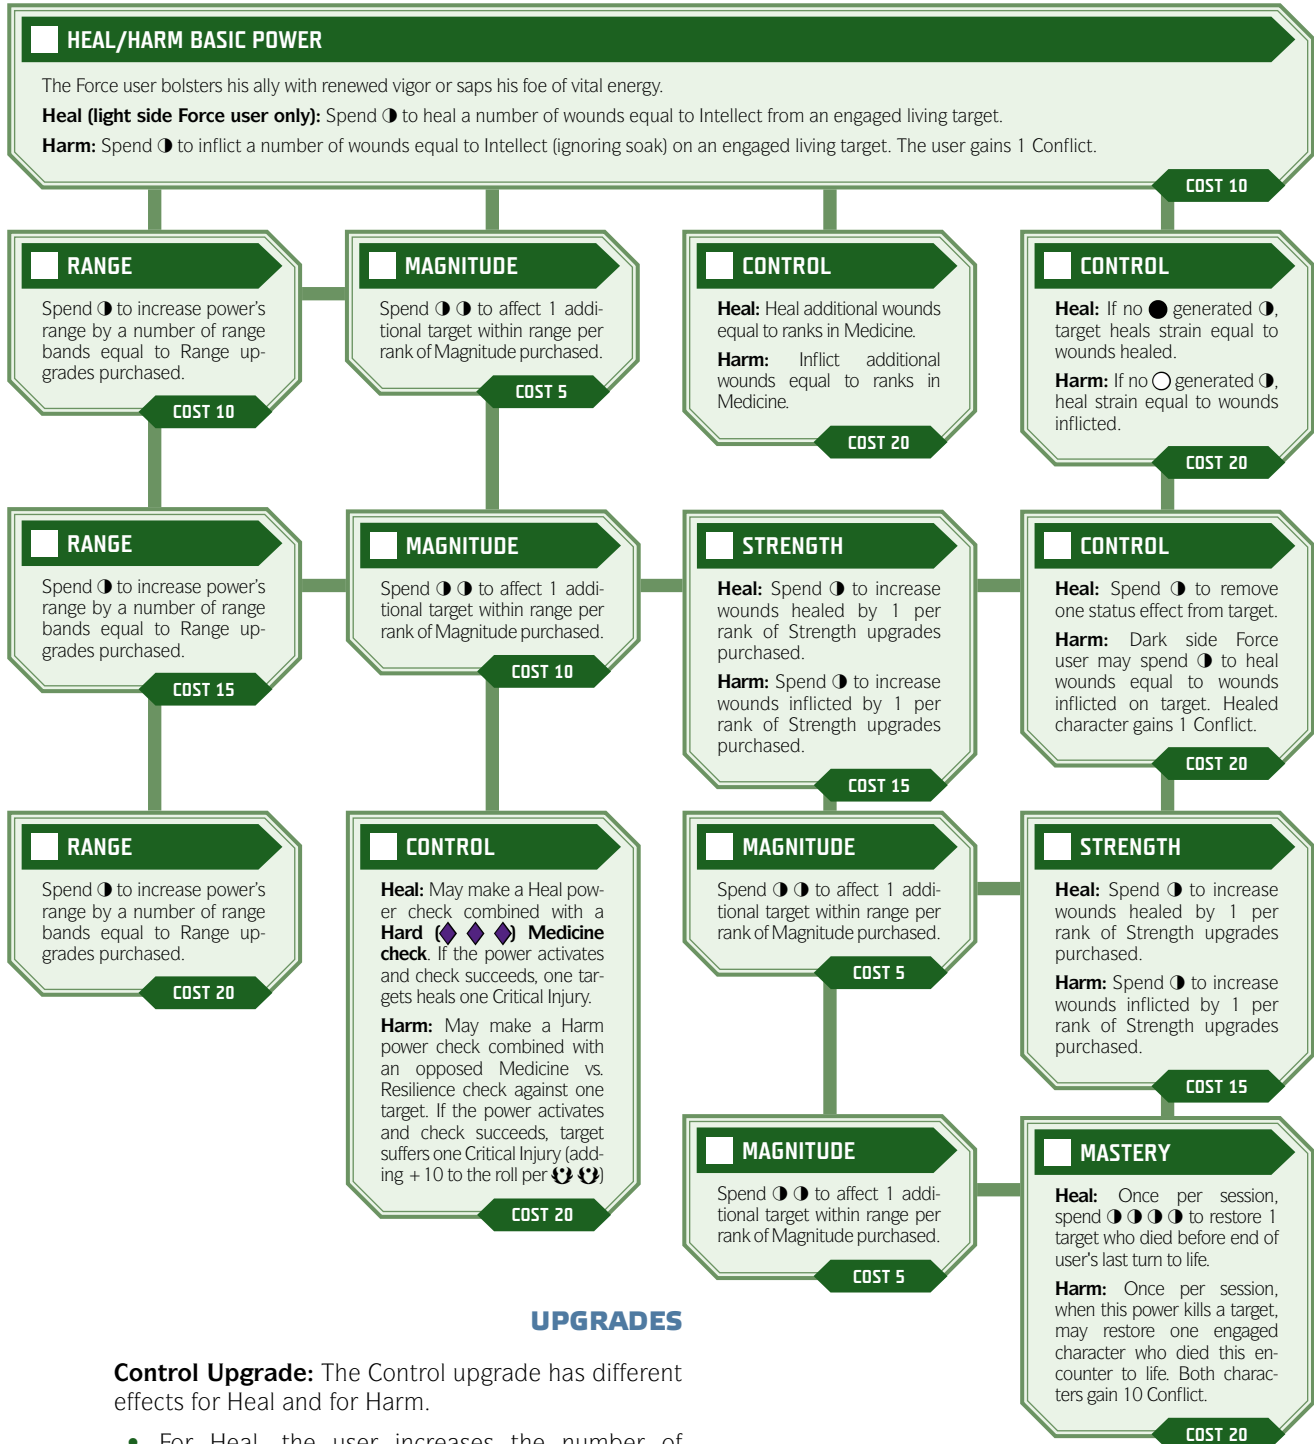 HEAL/HARM BASIC POWER
The Force user bolsters his ally with renewed vigor or saps his foe of vital energy.
Heal (light side Force user only): Spend ◑ to heal a number of wounds equal to Intellect from an engaged living target.
Harm: Spend ◑ to inflict a number of wounds equal to Intellect (ignoring soak) on an engaged living target. The user gains 1 Conflict.
COST 10
RANGE
Spend ◑ to increase power's
range by a number of range
bands equal to Range up-
grades purchased.
COST 10
MAGNITUDE
Spend ◑ ◑ to affect 1 addi-
tional target within range per
rank of Magnitude purchased.
COST 5
CONTROL
Heal: Heal additional wounds
equal to ranks in Medicine.
Harm: Inflict additional
wounds equal to ranks in
Medicine.
COST 20
CONTROL
Heal: If no ● generated ◑,
target heals strain equal to
wounds healed.
Harm: If no ○ generated ◑,
heal strain equal to wounds
inflicted.
COST 20
RANGE
Spend ◑ to increase power's
range by a number of range
bands equal to Range up-
grades purchased.
COST 15
MAGNITUDE
Spend ◑ ◑ to affect 1 addi-
tional target within range per
rank of Magnitude purchased.
COST 10
STRENGTH
Heal: Spend ◑ to increase
wounds healed by 1 per
rank of Strength upgrades
purchased.
Harm: Spend ◑ to increase
wounds inflicted by 1 per
rank of Strength upgrades
purchased.
COST 15
CONTROL
Heal: Spend ◑ to remove
one status effect from target.
Harm: Dark side Force
user may spend ◑ to heal
wounds equal to wounds
inflicted on target. Healed
character gains 1 Conflict.
COST 20
RANGE
Spend ◑ to increase power's
range by a number of range
bands equal to Range up-
grades purchased.
COST 20
CONTROL
Heal: May make a Heal pow-
er check combined with a
Hard (◆ ◆ ◆) Medicine
check. If the power activates
and check succeeds, one tar-
gets heals one Critical Injury.
Harm: May make a Harm
power check combined with
an opposed Medicine vs.
Resilience check against one
target. If the power activates
and check succeeds, target
suffers one Critical Injury (add-
ing +10 to the roll per )
COST 20
MAGNITUDE
Spend ◑ ◑ to affect 1 addi-
tional target within range per
rank of Magnitude purchased.
COST 5
STRENGTH
Heal: Spend ◑ to increase
wounds healed by 1 per
rank of Strength upgrades
purchased.
Harm: Spend ◑ to increase
wounds inflicted by 1 per
rank of Strength upgrades
purchased.
COST 15
MAGNITUDE
Spend ◑ ◑ to affect 1 addi-
tional target within range per
rank of Magnitude purchased.
COST 5
MASTERY
Heal: Once per session,
spend ◑ ◑ ◑ ◑ to restore 1
target who died before end of
user's last turn to life.
Harm: Once per session,
when this power kills a target,
may restore one engaged
character who died this en-
counter to life. Both charac-
ters gain 10 Conflict.
COST 20
UPGRADES
Control Upgrade: The Control upgrade has different
effects for Heal and for Harm.
• For Heal, the user increases the number of